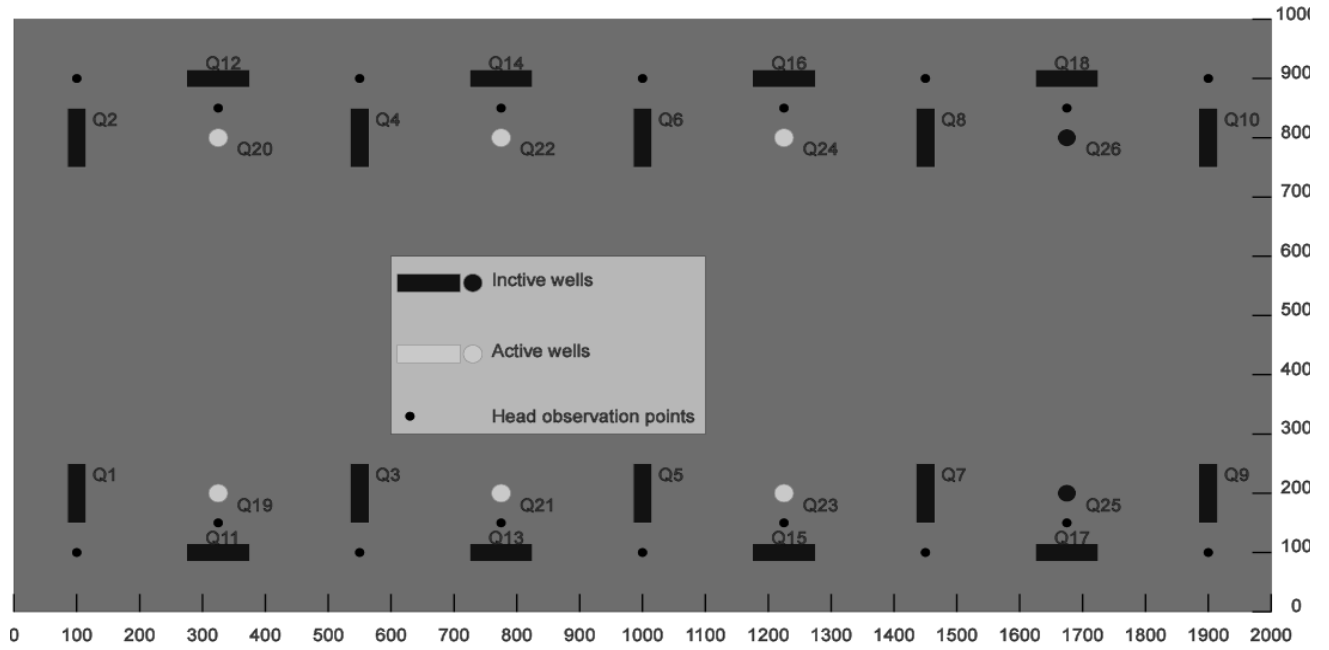 1000
Q12 Q14 Q16 Q18
900
Q2 Q4 Q6 Q8 Q10
800
Q20 Q22 Q24 Q26
700
600
Inctive wells
500
Active wells
400
Head observation points
300
Q1 Q3 Q5 Q7 Q9
200
Q19 Q21 Q23 Q25
Q11 Q13 Q15 Q17
100
0
0 100 200 300 400 500 600 700 800 900 1000 1100 1200 1300 1400 1500 1600 1700 1800 1900 2000